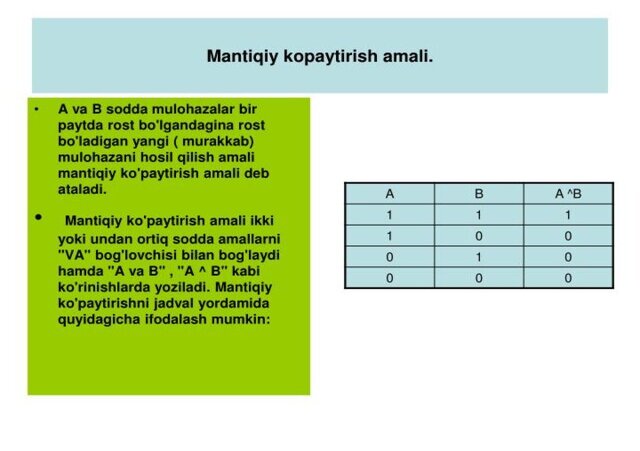 Mantiqiy kopaytirish amali.
• A va B sodda mulohazalar bir
paytda rost bo'lgandagina rost
bo'ladigan yangi ( murakkab)
mulohazani hosil qilish amali
mantiqiy ko'paytirish amali deb
ataladi.
• Mantiqiy ko'paytirish amali ikki
yoki undan ortiq sodda amallarni
"VA" bog'lovchisi bilan bog'laydi
hamda "A va B" , "A ^ B" kabi
ko'rinishlarda yoziladi. Mantiqiy
ko'paytirishni jadval yordamida
quyidagicha ifodalash mumkin:
A B A ^B
1 1 1
1 0 0
0 1 0
0 0 0